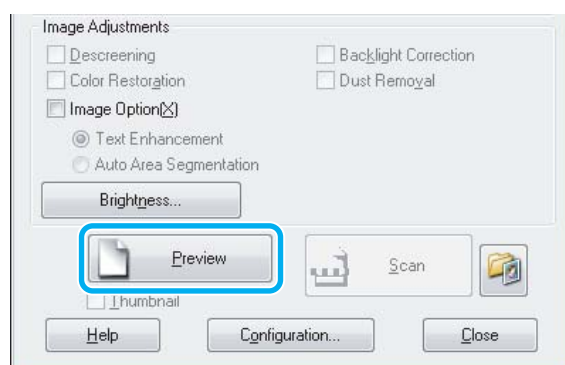 Image Adjustments
Descreening Backlight Correction
Color Restoration Dust Removal
Image Option(X)
Text Enhancement
Auto Area Segmentation
Brightness...
Preview Scan
Thumbnail
Help Configuration... Close